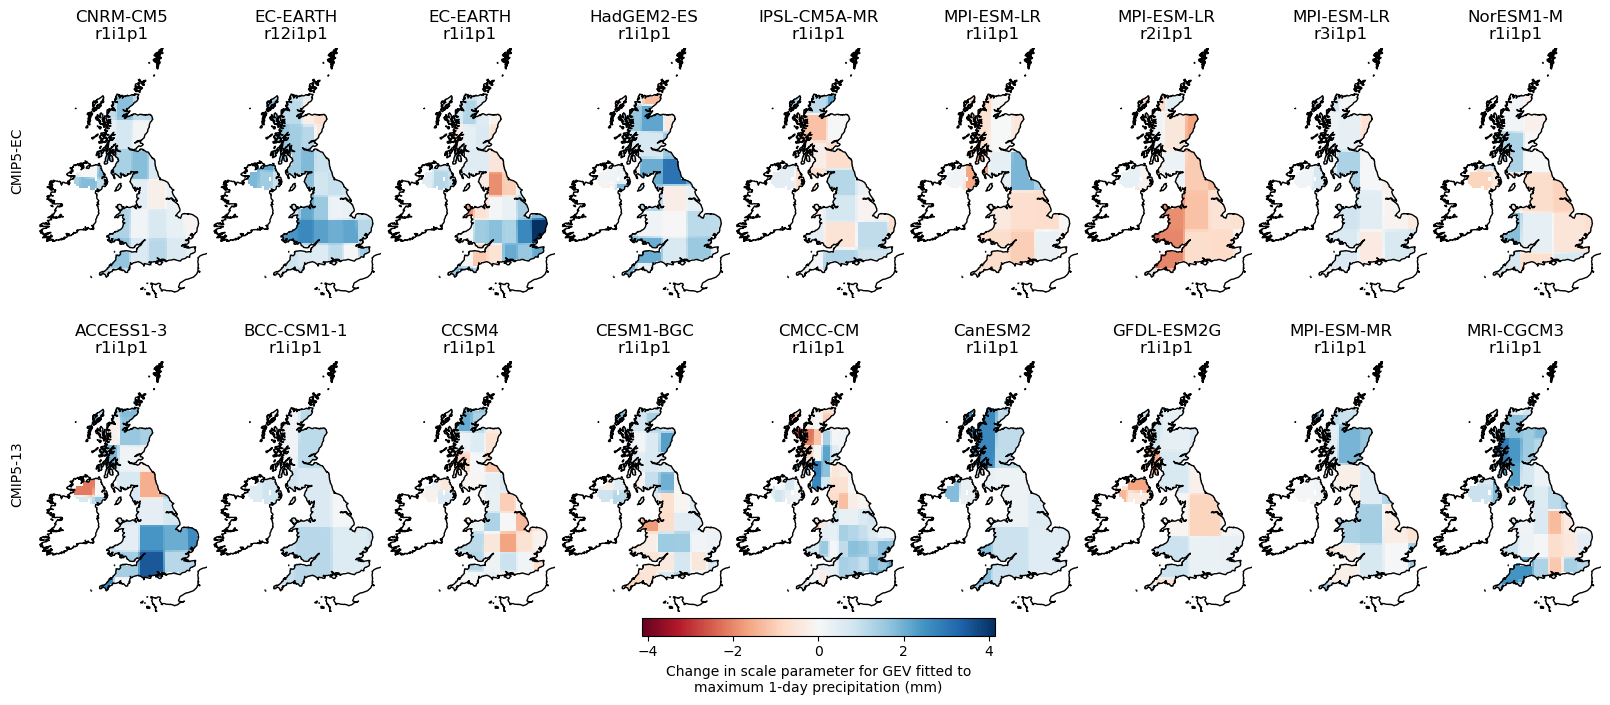 CNRM-CM5 EC-EARTH EC-EARTH HadGEM2-ES IPSL-CM5A-MR MPI-ESM-LR MPI-ESM-LR MPI-ESM-LR NorESM1-M
r1i1p1 r12i1p1 r1i1p1 r1i1p1 r1i1p1 r1i1p1 r2i1p1 r3i1p1 r1i1p1
CMIP5-EC
ACCESS1-3 BCC-CSM1-1 CCSM4 CESM1-BGC CMCC-CM CanESM2 GFDL-ESM2G MPI-ESM-MR MRI-CGCM3
r1i1p1 r1i1p1 r1i1p1 r1i1p1 r1i1p1 r1i1p1 r1i1p1 r1i1p1 r1i1p1
CMIP5-13
−4 −2 0 2 4
Change in scale parameter for GEV fitted to
maximum 1-day precipitation (mm)